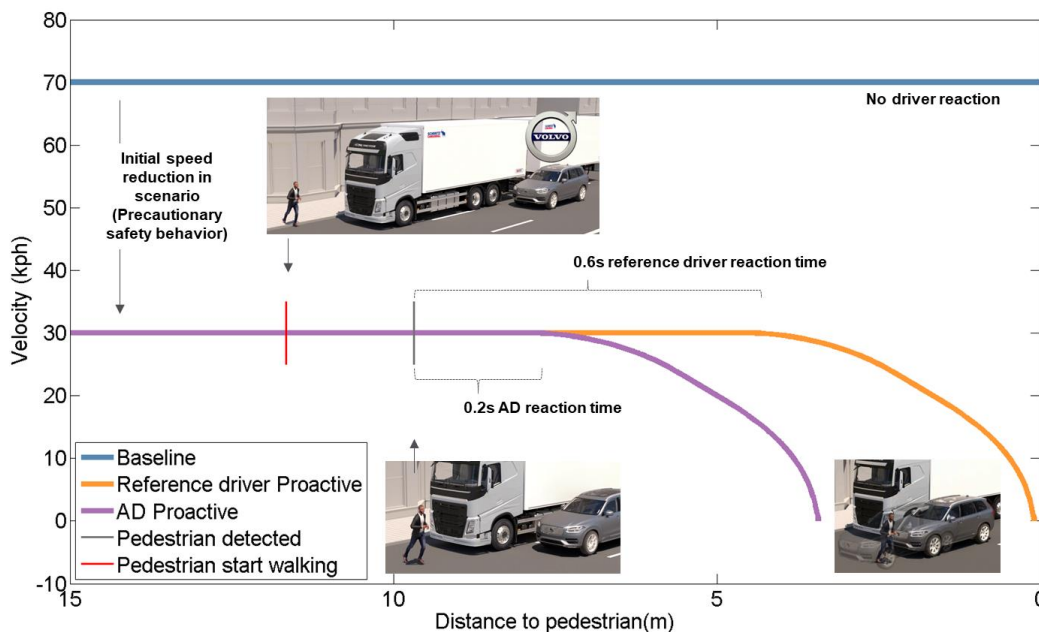 80
70
60
50
40
30
20
10
0
-10
Velocity (kph)
No driver reaction
Initial speed
reduction in
scenario
(Precautionary
safety behavior)
VOLVO
0.6s reference driver reaction time
0.2s AD reaction time
Baseline
Reference driver Proactive
AD Proactive
Pedestrian detected
Pedestrian start walking
15
10
5
0
Distance to pedestrian(m)